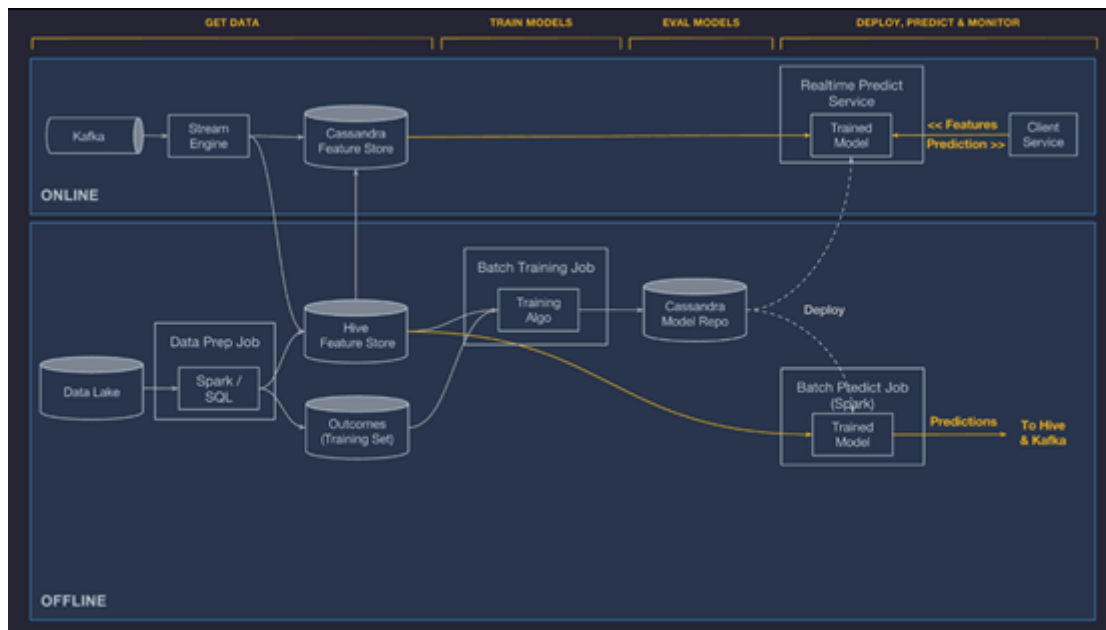 GET DATA
TRAIN MODELS
EVAL MODELS
DEPLOY, PREDICT & MONITOR
Realtime Predict
Service
Kafka
Stream
Engine
Cassandra
Feature Store
Trained
Model
<< Features
Prediction >>
Client
Service
ONLINE
Batch Training Job
Training
Algo
Cassandra
Model Repo
Deploy
Hive
Feature Store
Data Prep Job
Data Lake
Spark /
SQL
Outcomes
(Training Set)
Batch Predict Job
(Spark)
Trained
Model
Predictions
To Hive
& Kafka
OFFLINE